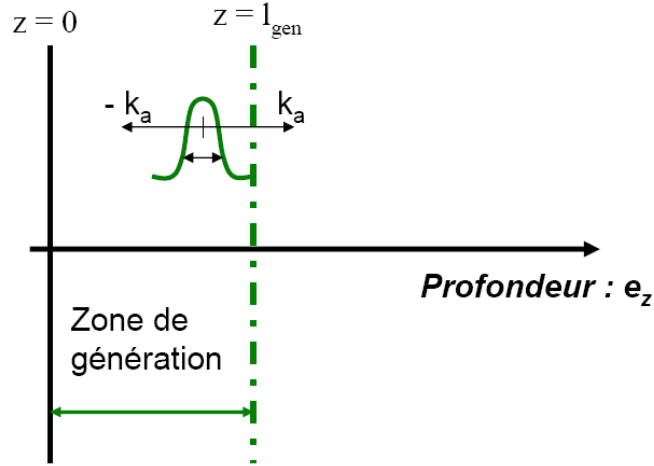 z = 0
z = l_gen
- k_a
k_a
Profondeur : e_z
Zone de
génération